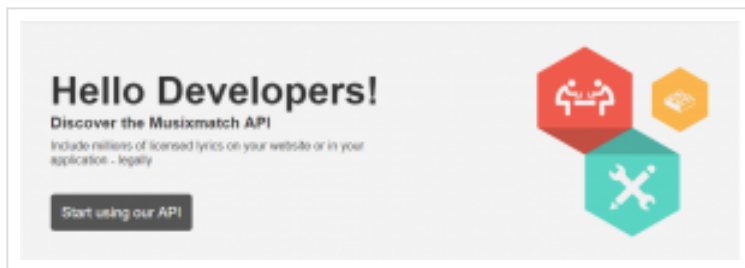 Hello Developers!
Discover the Musixmatch API
Include millions of licensed lyrics on your website or in your
application - legally
Start using our API